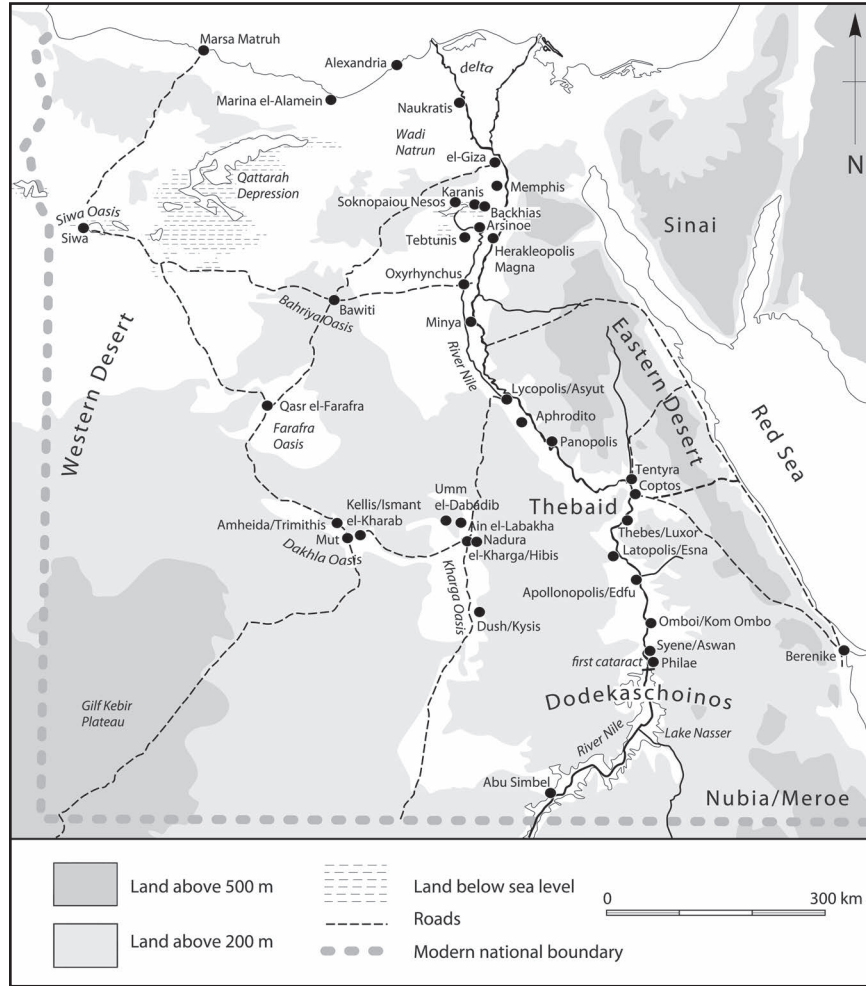 Marsa Matruh
Alexandria
delta
Marina el-Alamein
Naukratis
Wadi
Natrun
el-Giza
Qattarah
Depression
Memphis
Karanis
Soknopaiou Nesos
Backhias
Arsinoe
Siwa Oasis
Siwa
Tebtunis
Herakleopolis
Magna
Sinai
N
Oxyrhynchus
Bahriya Oasis
Bawiti
Minya
River Nile
Eastern Desert
Red Sea
Western Desert
Lycopolis/Asyut
Qasr el-Farafra
Farafra
Oasis
Aphrodito
Panopolis
Tentyra
Coptos
Thebaid
Umm
el-Dabadib
Kellis/Ismant
el-Kharab
Amheida/Trimithis
Ain el-Labakha
Mut
Nadura
Dakhla Oasis
el-Kharga/Hibis
Thebes/Luxor
Latopolis/Esna
Kharga Oasis
Apollonopolis/Edfu
Dush/Kysis
Omboi/Kom Ombo
Syene/Aswan
first cataract
Philae
Berenike
Dodekaschoinos
Gilf Kebir
Plateau
River Nile
Lake Nasser
Abu Simbel
Nubia/Meroe
Land above 500 m
Land above 200 m
Land below sea level
Roads
Modern national boundary
0 300 km